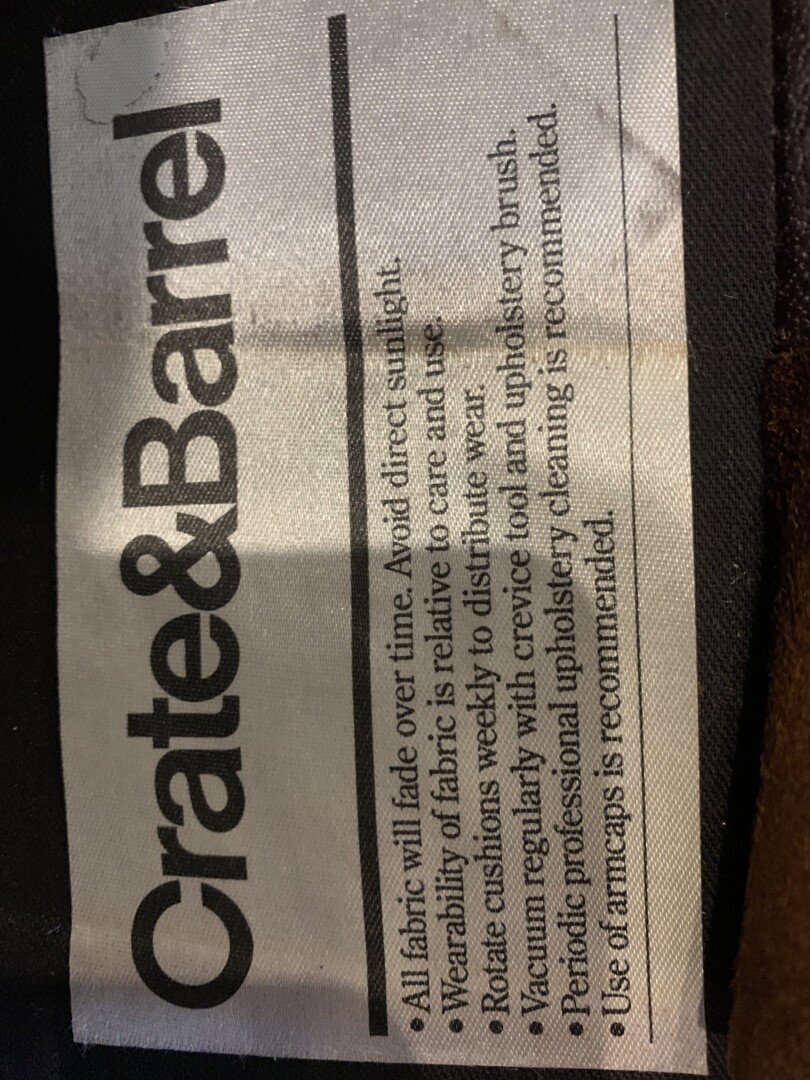 Crate&Barrel
•All fabric will fade over time. Avoid direct sunlight.
•Wearability of fabric is relative to care and use.
•Rotate cushions weekly to distribute wear.
•Vacuum regularly with crevice tool and upholstery brush.
•Periodic professional upholstery cleaning is recommended.
•Use of armcaps is recommended.